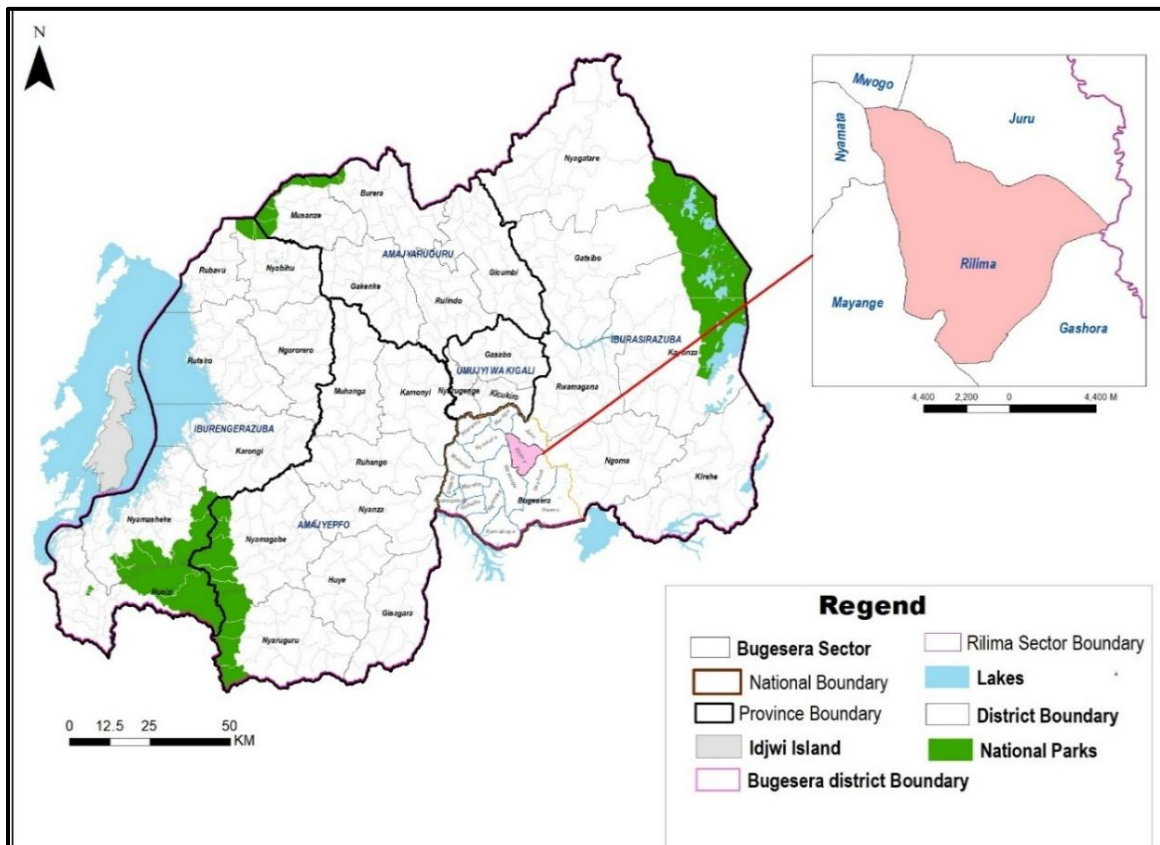 N
Nyagatare
Burera
Musanze
AMAJYARUGURU
Gicumbi
Gatsibo
Rubavu
Nyabihu
Gakenke
Rulindo
Rutsiro
Ngororero
Gasabo
IBURASIRAZUBA
UMUJYI WA KIGALI
Muhanga
Kamonyi
Kicukiro
Rwamagana
IBURENGERAZUBA
Karongi
Ruhango
Ngoma
Kirehe
Nyamasheke
Nyanza
Bugesera
AMAJYEPFO
Nyamagabe
Huye
Gisagara
Nyaruguru
0 12.5 25 50
KM
Mwogo
Juru
Nyamata
Rilima
Mayange
Gashora
4,400 2,200 0 4,400 M
Regend
Bugesera Sector
National Boundary
Province Boundary
Idjwi Island
Bugesera district Boundary
Rilima Sector Boundary
Lakes
District Boundary
National Parks